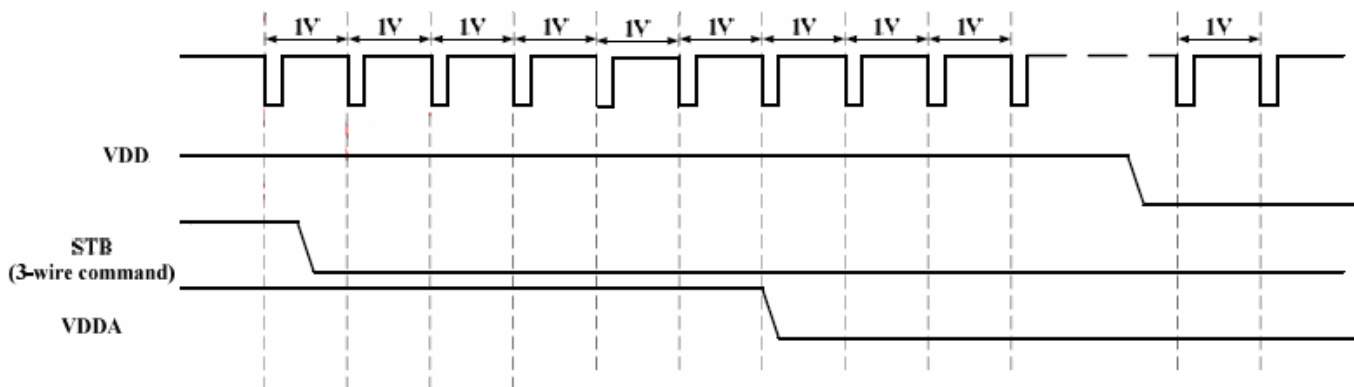 1V 1V 1V 1V 1V 1V 1V 1V 1V 1V
VDD
STB
(3-wire command)
VDDA